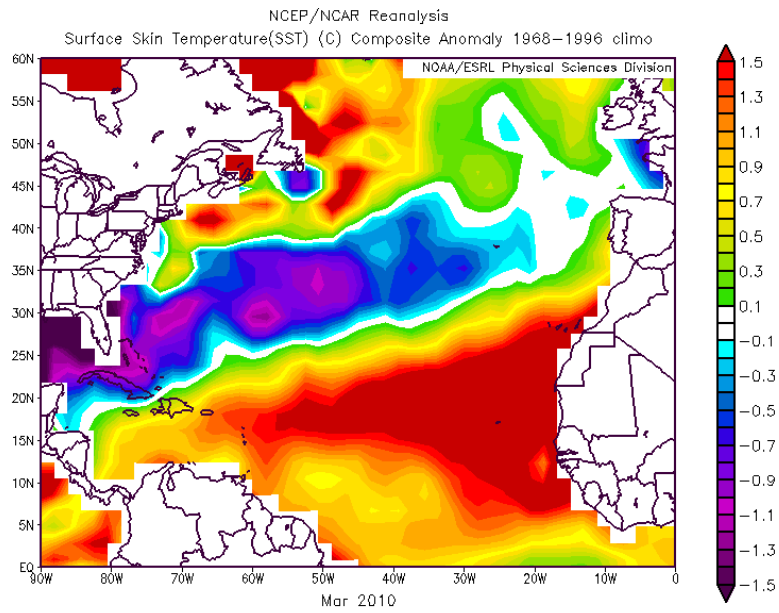 NCEP/NCAR Reanalysis
Surface Skin Temperature(SST) (C) Composite Anomaly 1968-1996 climo
NOAA/ESRL Physical Sciences Division
60N
55N
50N
45N
40N
35N
30N
25N
20N
15N
10N
5N
EQ
90W 80W 70W 60W 50W 40W 30W 20W 10W 0
Mar 2010
1.5
1.3
1.1
0.9
0.7
0.5
0.3
0.1
-0.1
-0.3
-0.5
-0.7
-0.9
-1.1
-1.3
-1.5